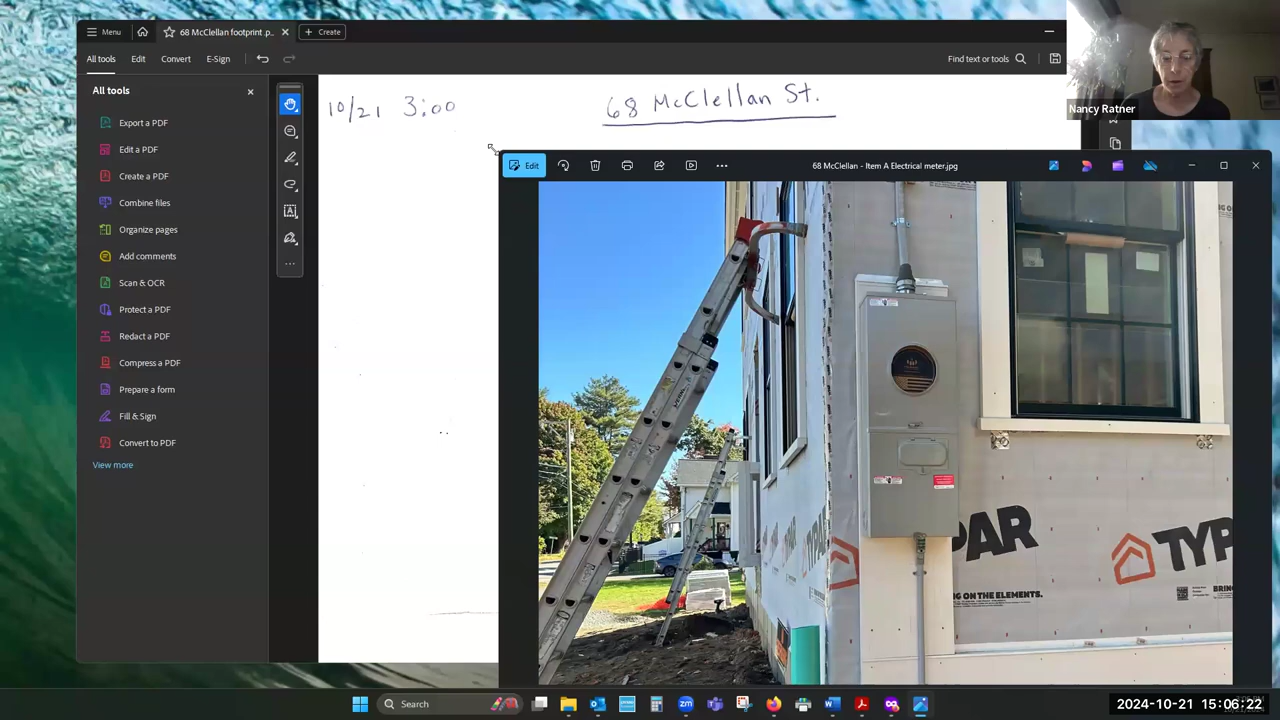 Menu
68 McClellan footprint .p..
Create
All tools
Edit
Convert
E-Sign
Find text or tools
All tools
Export a PDF
Edit a PDF
Create a PDF
Combine files
Organize pages
Add comments
Scan & OCR
Protect a PDF
Redact a PDF
Compress a PDF
Prepare a form
Fill & Sign
Convert to PDF
View more
10/21 3:00
68 McClellan St.
Nancy Ratner
Edit
68 McClellan - Item A Electrical meter.jpg
PAR
TYP
NG ON THE ELEMENTS.
BRING
Search
2024-10-21 15:06:22